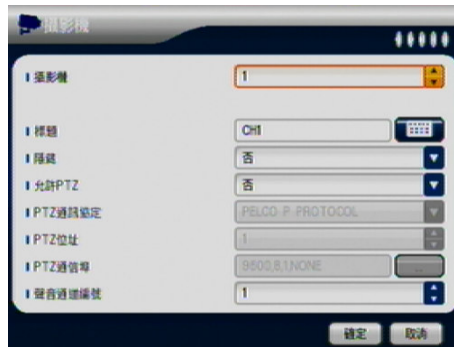 攝影機
攝影機 1
標題 CH1
隱藏 否
允許PTZ 否
PTZ通訊協定 PELCO P PROTOCOL
PTZ位址 1
PTZ通信埠 9600,8,1,NONE ...
聲音通道編號 1
確定 取消